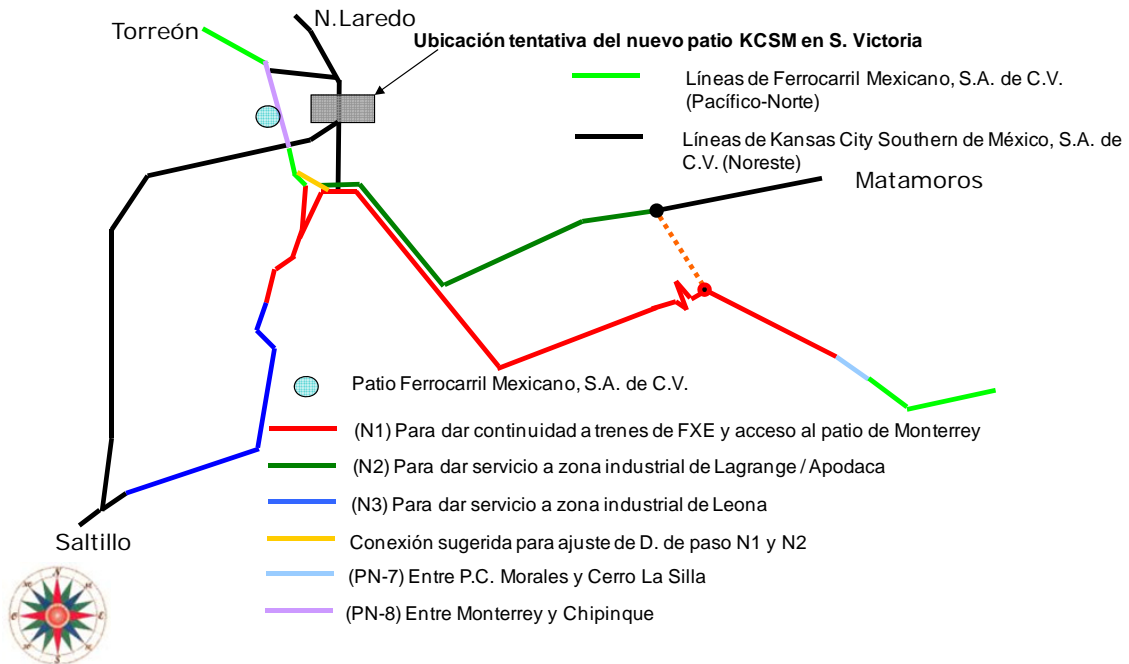 N.Laredo
Torreón
Ubicación tentativa del nuevo patio KCSM en S. Victoria
Líneas de Ferrocarril Mexicano, S.A. de C.V.
(Pacífico-Norte)
Líneas de Kansas City Southern de México, S.A. de
C.V. (Noreste)
Matamoros
Patio Ferrocarril Mexicano, S.A. de C.V.
(N1) Para dar continuidad a trenes de FXE y acceso al patio de Monterrey
(N2) Para dar servicio a zona industrial de Lagrange / Apodaca
(N3) Para dar servicio a zona industrial de Leona
Conexión sugerida para ajuste de D. de paso N1 y N2
(PN-7) Entre P.C. Morales y Cerro La Silla
(PN-8) Entre Monterrey y Chipinque
Saltillo